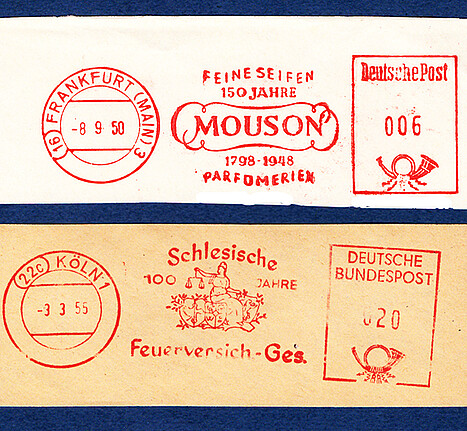 (16) FRANKFURT (MAIN) 3
-8 9 50
FEINE SEIFEN
150 JAHRE
MOUSON
1798-1948
PARFÜMERIEN
Deutsche Post
006
(22c) KÖLN 1
-3 3 55
Schlesische
100 JAHRE
Feuerversich-Ges.
DEUTSCHE
BUNDESPOST
020